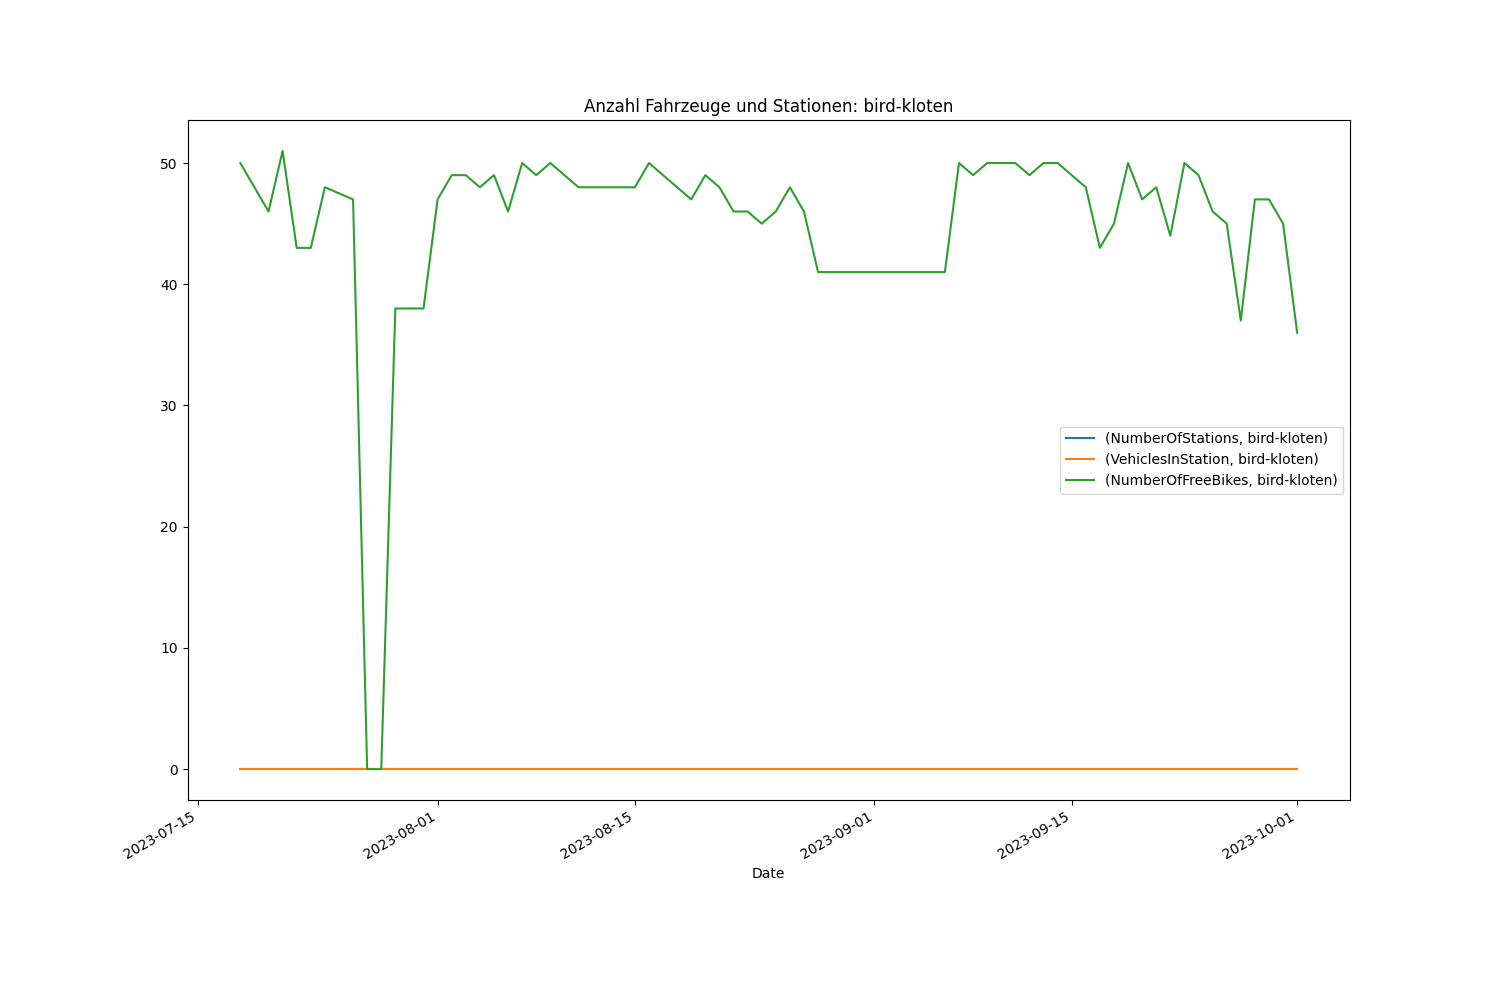 Anzahl Fahrzeuge und Stationen: bird-kloten
50
40
30
20
10
0
(NumberOfStations, bird-kloten)
(VehiclesInStation, bird-kloten)
(NumberOfFreeBikes, bird-kloten)
2023-07-15
2023-08-01
2023-08-15
2023-09-01
2023-09-15
2023-10-01
Date